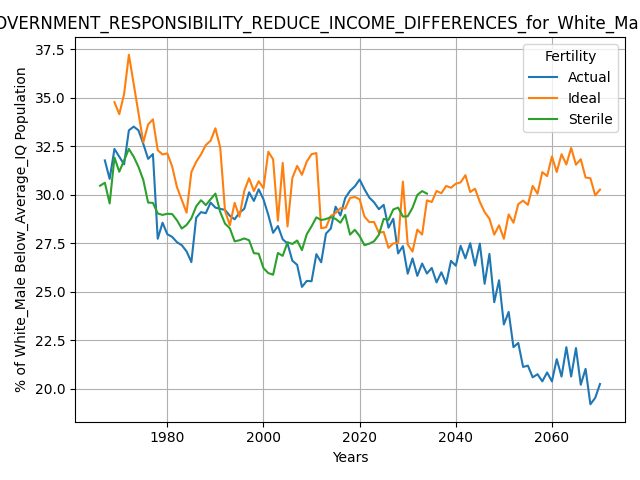 OVERNMENT_RESPONSIBILITY_REDUCE_INCOME_DIFFERENCES_for_White_Ma
Fertility
Actual
Ideal
Sterile
% of White_Male Below_Average_IQ Population
37.5
35.0
32.5
30.0
27.5
25.0
22.5
20.0
1980
2000
2020
2040
2060
Years